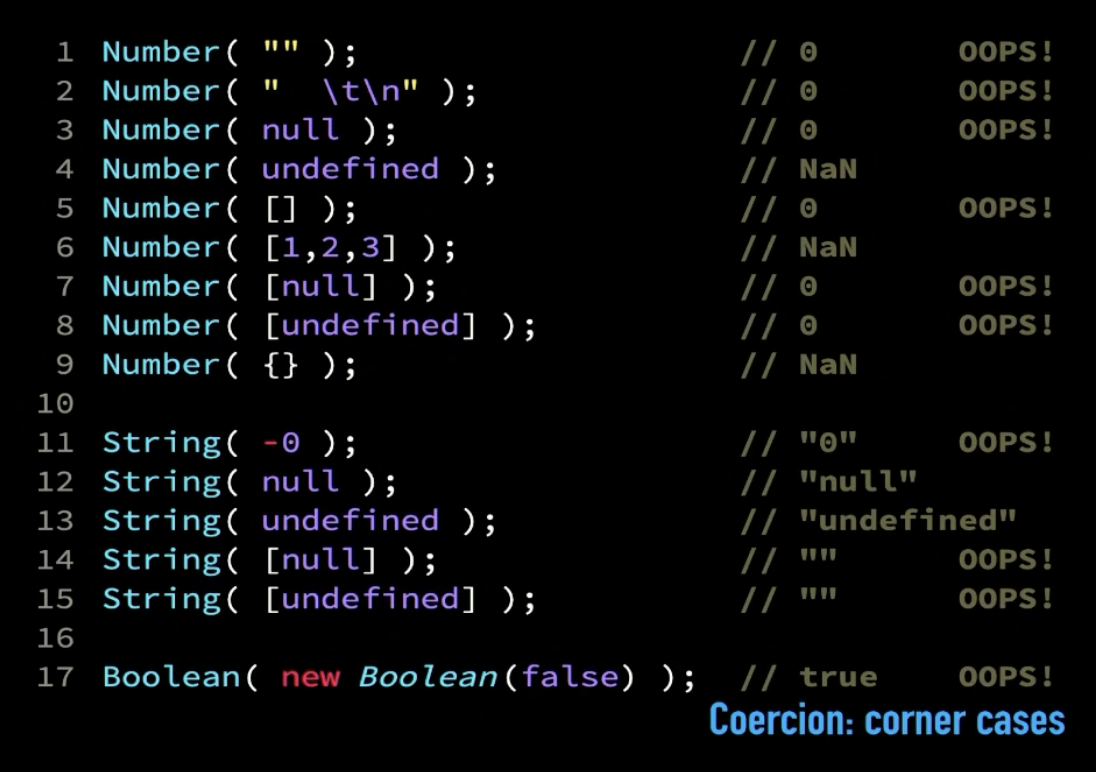 1 Number( "" ); // 0 OOPS!
2 Number( "  \t\n" ); // 0 OOPS!
3 Number( null ); // 0 OOPS!
4 Number( undefined ); // NaN
5 Number( [] ); // 0 OOPS!
6 Number( [1,2,3] ); // NaN
7 Number( [null] ); // 0 OOPS!
8 Number( [undefined] ); // 0 OOPS!
9 Number( {} ); // NaN
10
11 String( -0 ); // "0" OOPS!
12 String( null ); // "null"
13 String( undefined ); // "undefined"
14 String( [null] ); // "" OOPS!
15 String( [undefined] ); // "" OOPS!
16
17 Boolean( new Boolean(false) ); // true OOPS!
Coercion: corner cases